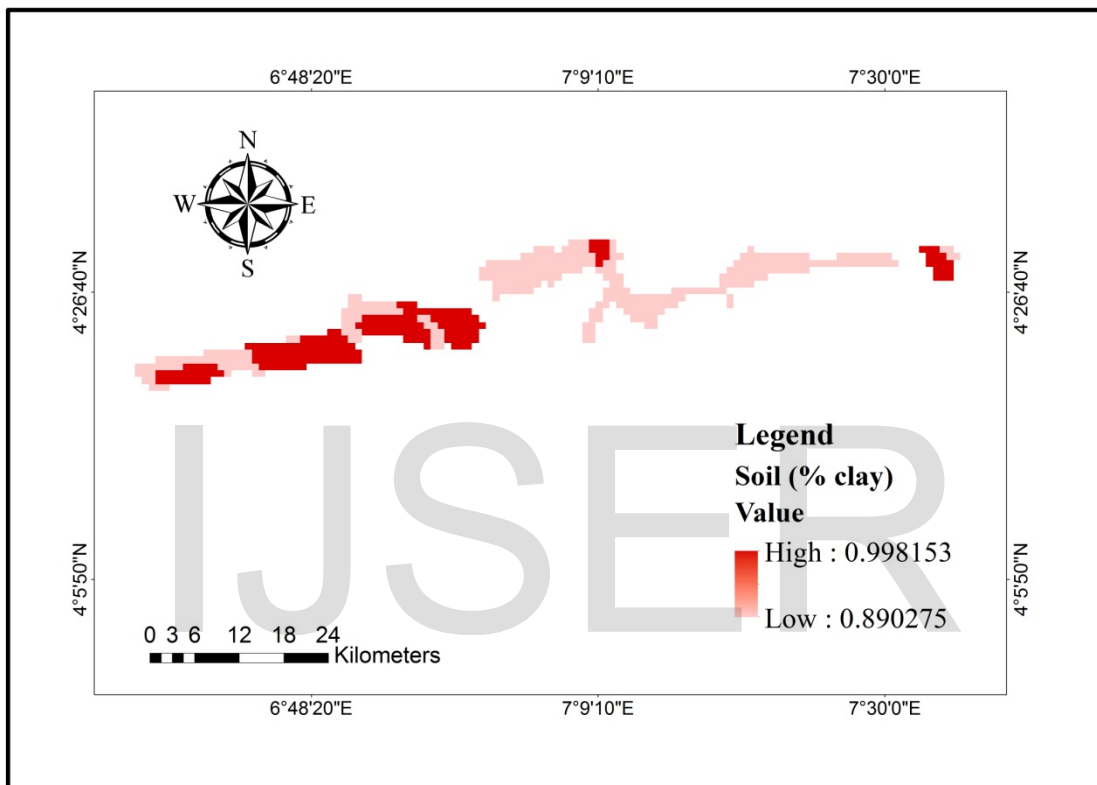 6°48'20"E 7°9'10"E 7°30'0"E
N
W E
S
4°26'40"N 4°26'40"N
IJSER
Legend
Soil (% clay)
Value
High : 0.998153
4°5'50"N 4°5'50"N
Low : 0.890275
0 3 6 12 18 24
Kilometers
6°48'20"E 7°9'10"E 7°30'0"E